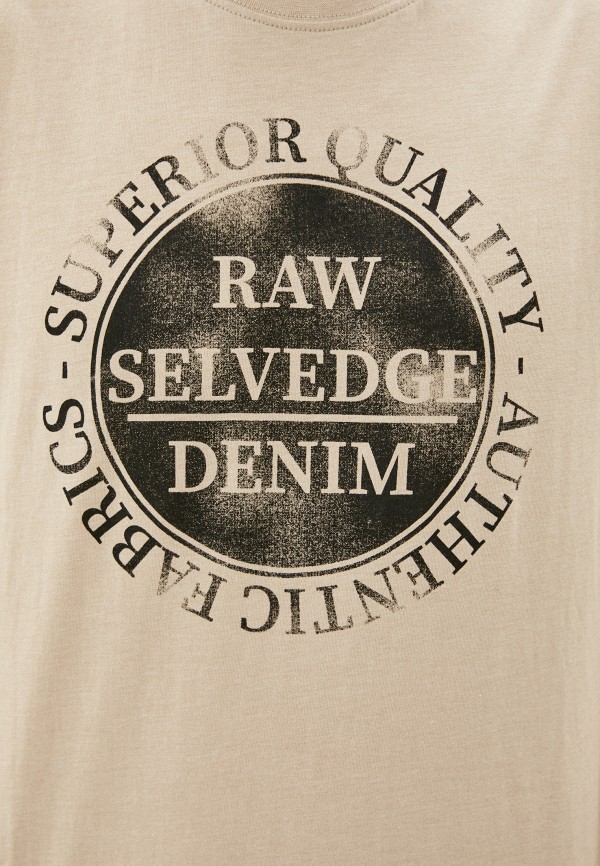 SUPERIOR QUALITY - AUTHENTIC FABRICS -
RAW
SELVEDGE
DENIM